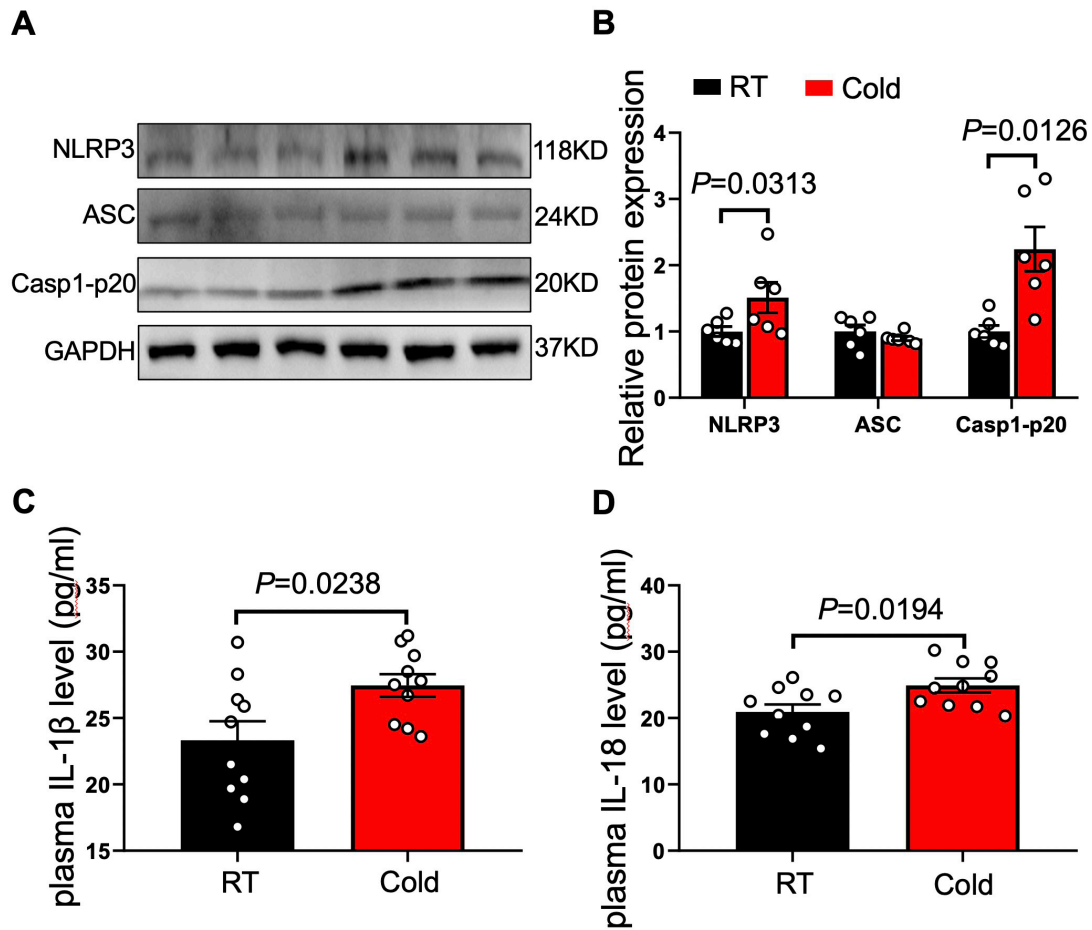 A
NLRP3
118KD
ASC
24KD
Casp1-p20
20KD
GAPDH
37KD
B
RT
Cold
Relative protein expression
4
3
2
1
0
P=0.0313
P=0.0126
NLRP3
ASC
Casp1-p20
C
plasma IL-1β level (pg/ml)
35
30
25
20
15
P=0.0238
RT
Cold
D
plasma IL-18 level (pg/ml)
40
30
20
10
0
P=0.0194
RT
Cold